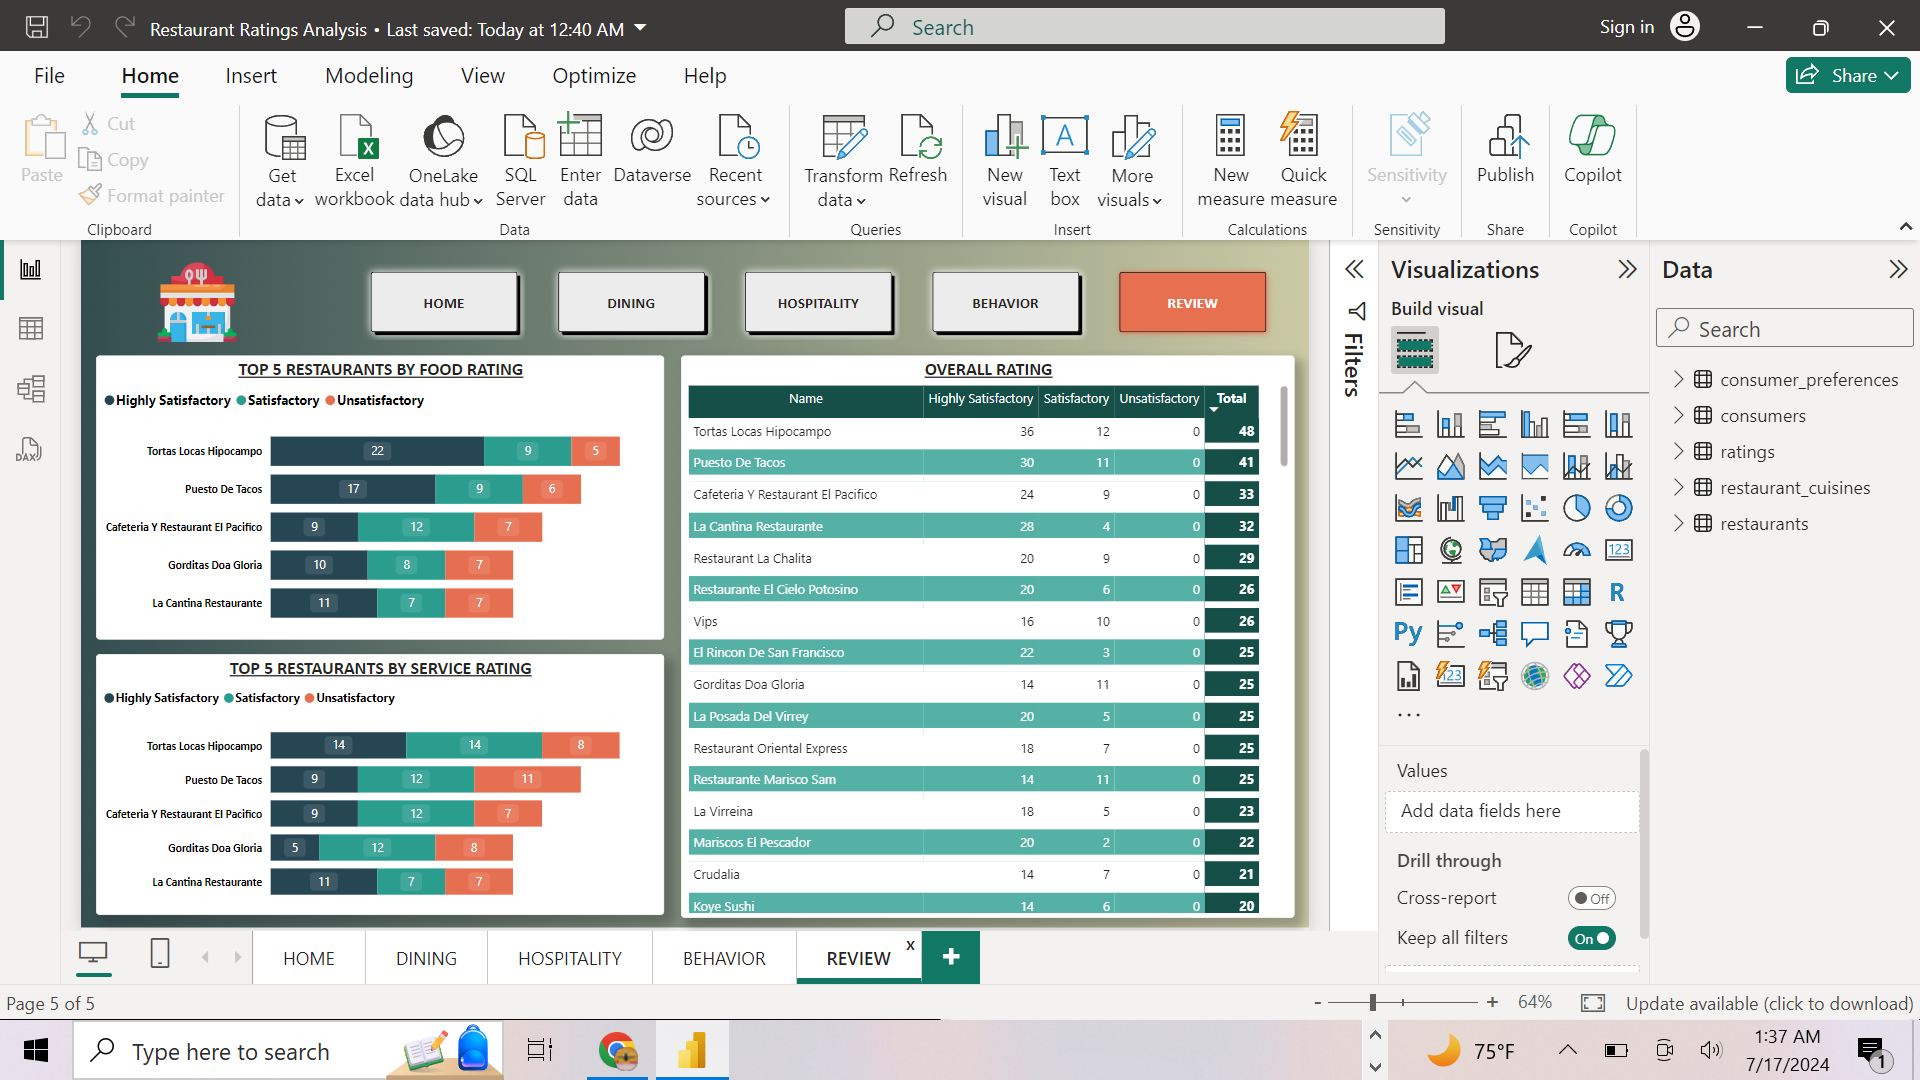 Restaurant Ratings Analysis • Last saved: Today at 12:40 AM
Search
Sign in
File Home Insert Modeling View Optimize Help
Share
Paste
Cut
Copy
Format painter
Clipboard
Get data
Excel workbook
OneLake data hub
SQL Server
Enter data
Dataverse
Recent sources
Data
Transform data
Refresh
Queries
New visual
Text box
More visuals
Insert
New measure
Quick measure
Calculations
Sensitivity
Sensitivity
Publish
Share
Copilot
Copilot
HOME DINING HOSPITALITY BEHAVIOR REVIEW
TOP 5 RESTAURANTS BY FOOD RATING
Highly Satisfactory Satisfactory Unsatisfactory
Tortas Locas Hipocampo 22 9 5
Puesto De Tacos 17 9 6
Cafeteria Y Restaurant El Pacifico 9 12 7
Gorditas Doa Gloria 10 8 7
La Cantina Restaurante 11 7 7
TOP 5 RESTAURANTS BY SERVICE RATING
Highly Satisfactory Satisfactory Unsatisfactory
Tortas Locas Hipocampo 14 14 8
Puesto De Tacos 9 12 11
Cafeteria Y Restaurant El Pacifico 9 12 7
Gorditas Doa Gloria 5 12 8
La Cantina Restaurante 11 7 7
OVERALL RATING
Name Highly Satisfactory Satisfactory Unsatisfactory Total
Tortas Locas Hipocampo 36 12 0 48
Puesto De Tacos 30 11 0 41
Cafeteria Y Restaurant El Pacifico 24 9 0 33
La Cantina Restaurante 28 4 0 32
Restaurant La Chalita 20 9 0 29
Restaurante El Cielo Potosino 20 6 0 26
Vips 16 10 0 26
El Rincon De San Francisco 22 3 0 25
Gorditas Doa Gloria 14 11 0 25
La Posada Del Virrey 20 5 0 25
Restaurant Oriental Express 18 7 0 25
Restaurante Marisco Sam 14 11 0 25
La Virreina 18 5 0 23
Mariscos El Pescador 20 2 0 22
Crudalia 14 7 0 21
Koye Sushi 14 6 0 20
Filters
Visualizations
Build visual
123
R
Py
123
...
Values
Add data fields here
Drill through
Cross-report Off
Keep all filters On
Data
Search
consumer_preferences
consumers
ratings
restaurant_cuisines
restaurants
DAX
HOME DINING HOSPITALITY BEHAVIOR REVIEW x +
Page 5 of 5
- + 64%
Update available (click to download)
Type here to search
75°F
1:37 AM
7/17/2024
1